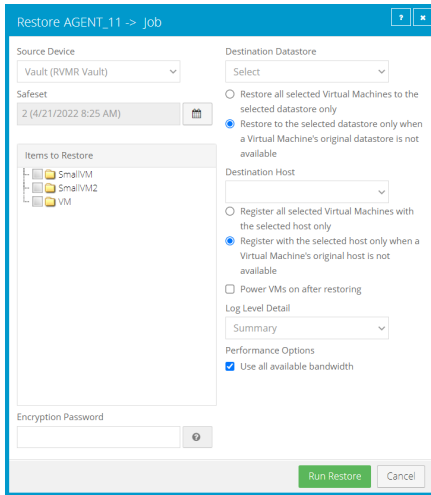 Restore AGENT_11 -> Job
? ×
Source Device
Vault (RVMR Vault)
Safeset
2 (4/21/2022 8:25 AM)
Items to Restore
SmallVM
SmallVM2
VM
Encryption Password
?
Destination Datastore
Select
Restore all selected Virtual Machines to the
selected datastore only
Restore to the selected datastore only when
a Virtual Machine's original datastore is not
available
Destination Host
Register all selected Virtual Machines with
the selected host only
Register with the selected host only when a
Virtual Machine's original host is not
available
Power VMs on after restoring
Log Level Detail
Summary
Performance Options
Use all available bandwidth
Run Restore
Cancel